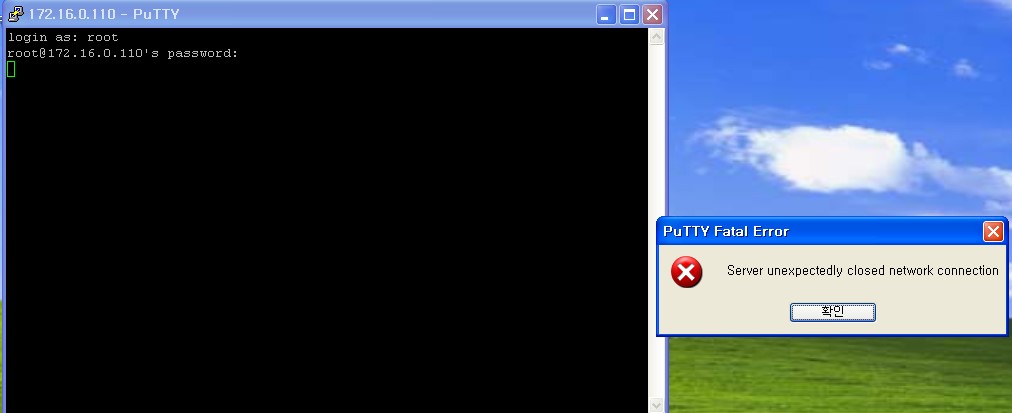 172.16.0.110 - PuTTY
login as: root
root@172.16.0.110's password:
PuTTY Fatal Error
Server unexpectedly closed network connection
확인